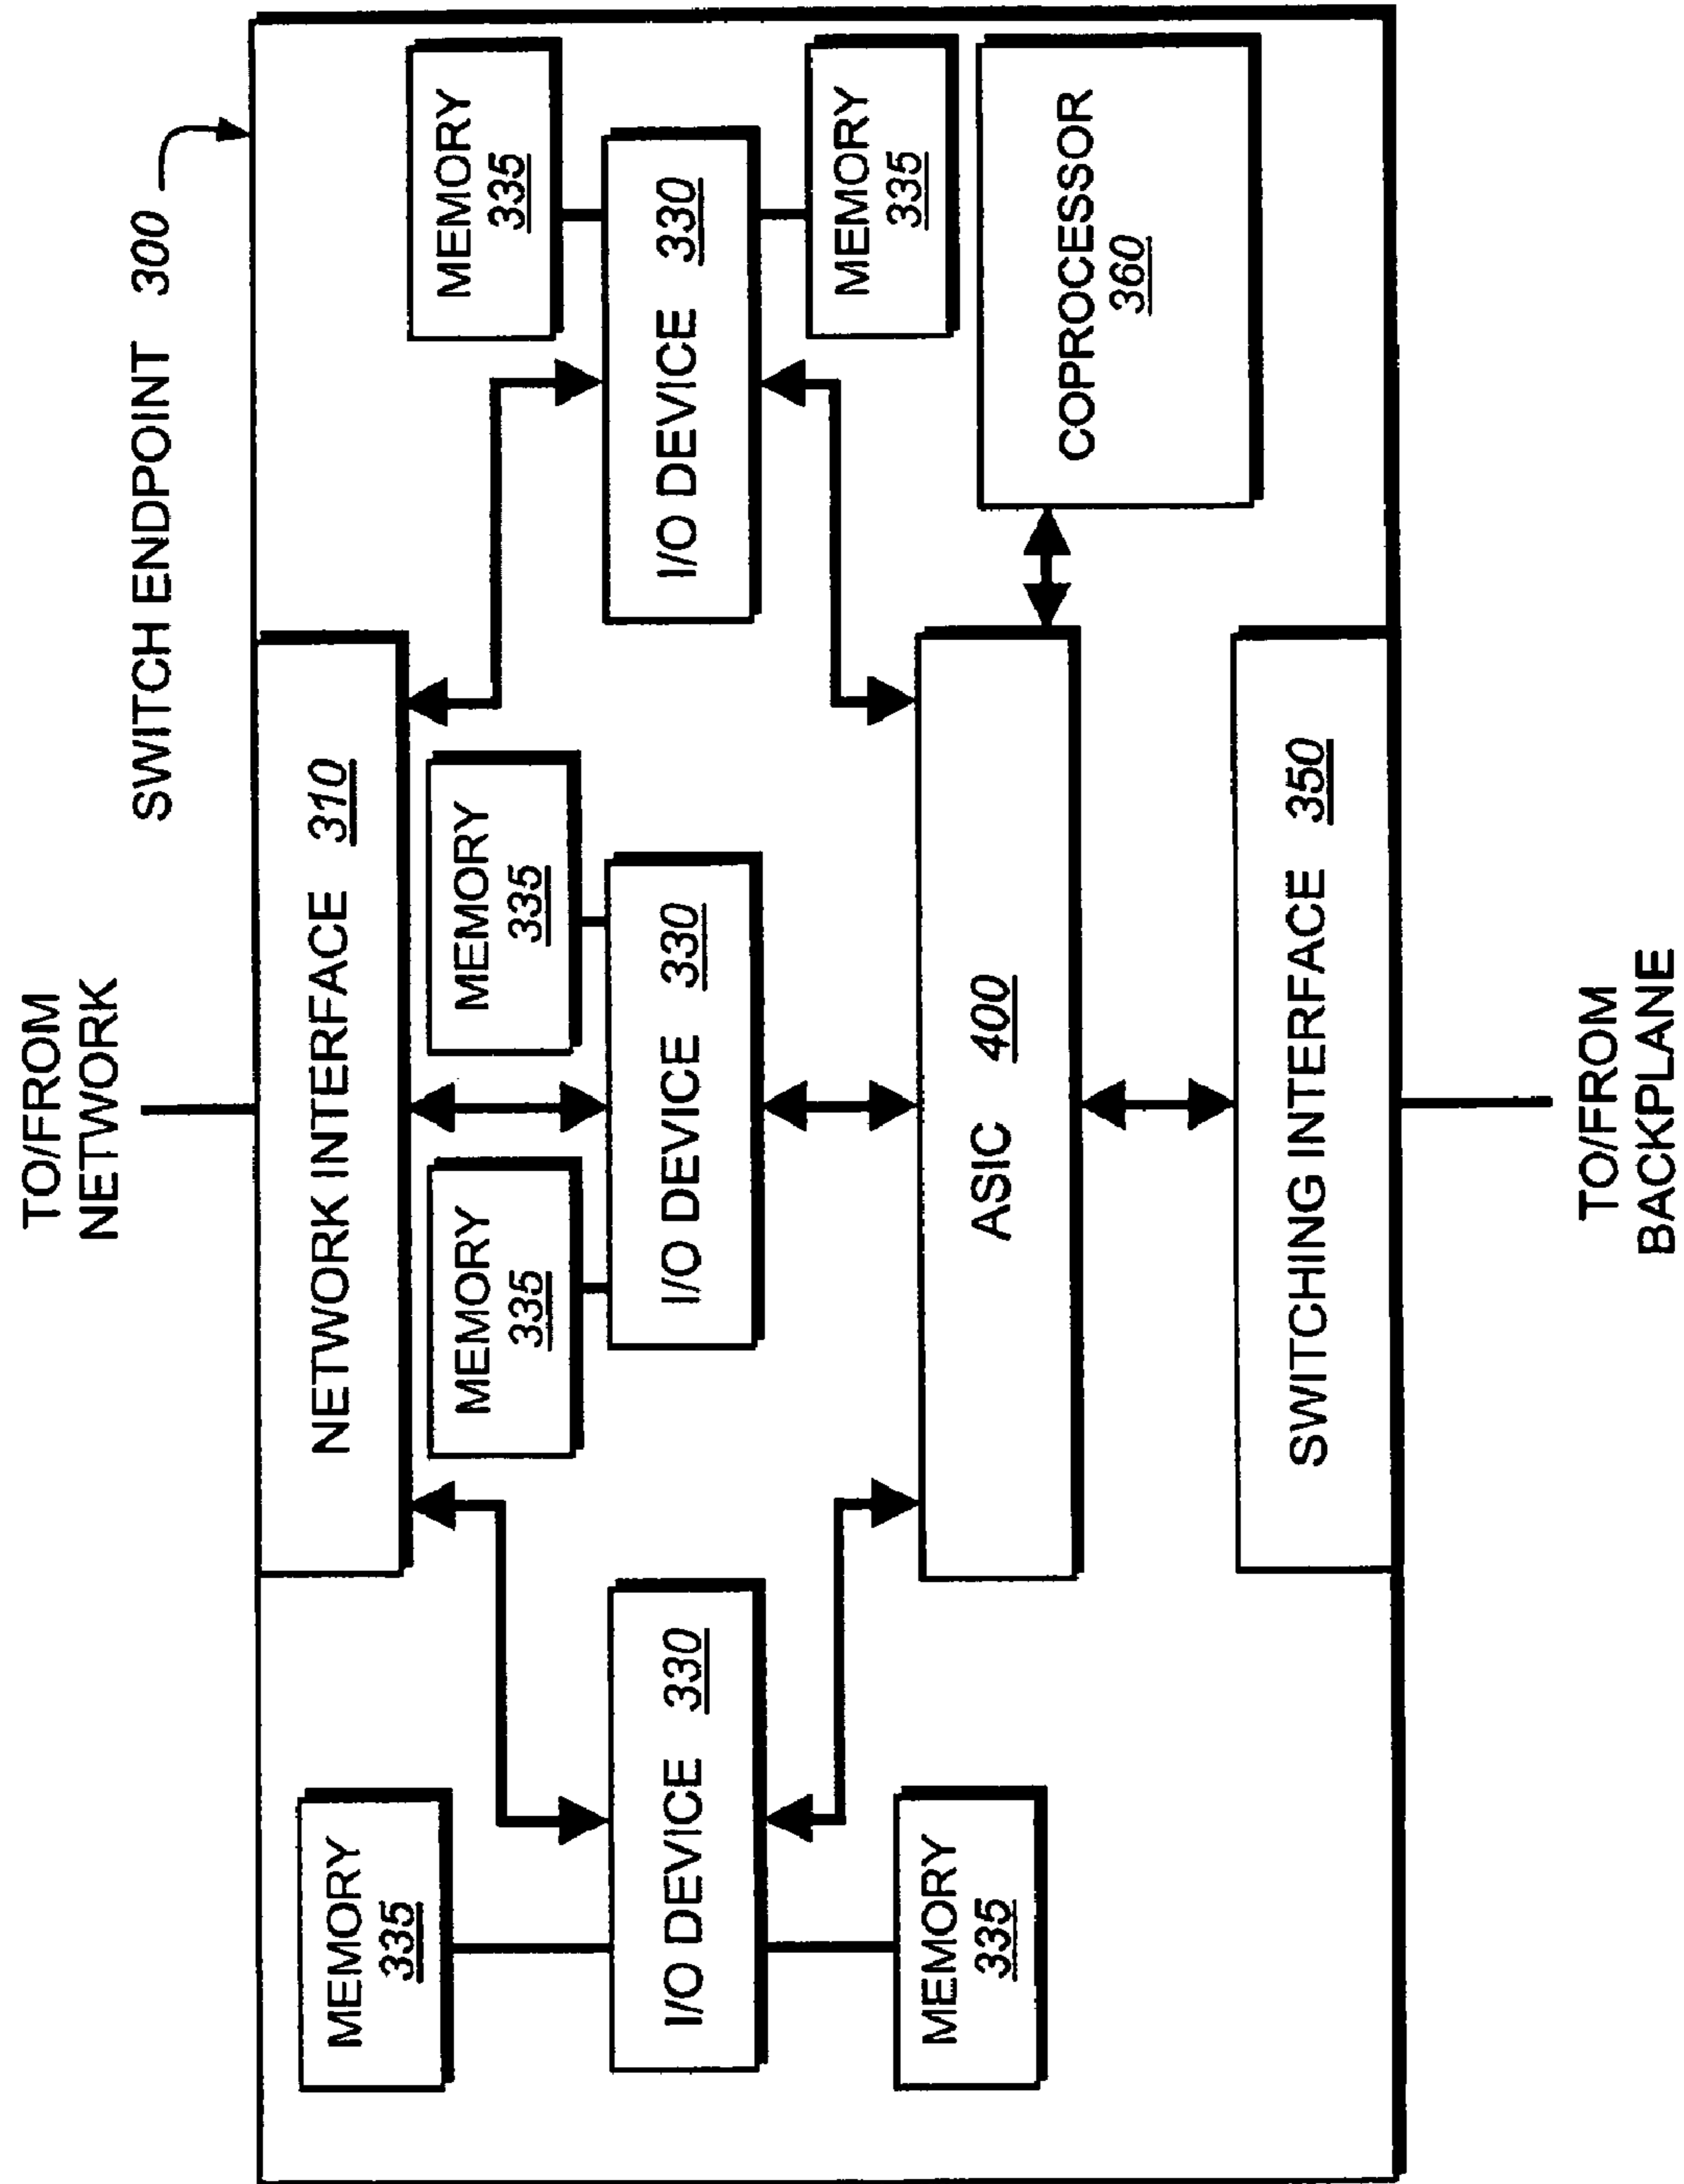 TO/FROM
NETWORK
SWITCH ENDPOINT 300
NETWORK INTERFACE 310
MEMORY
335
MEMORY
335
MEMORY
335
MEMORY
335
I/O DEVICE 330
I/O DEVICE 330
I/O DEVICE 330
MEMORY
335
MEMORY
335
ASIC 400
COPROCESSOR
360
SWITCHING INTERFACE 350
TO/FROM
BACKPLANE